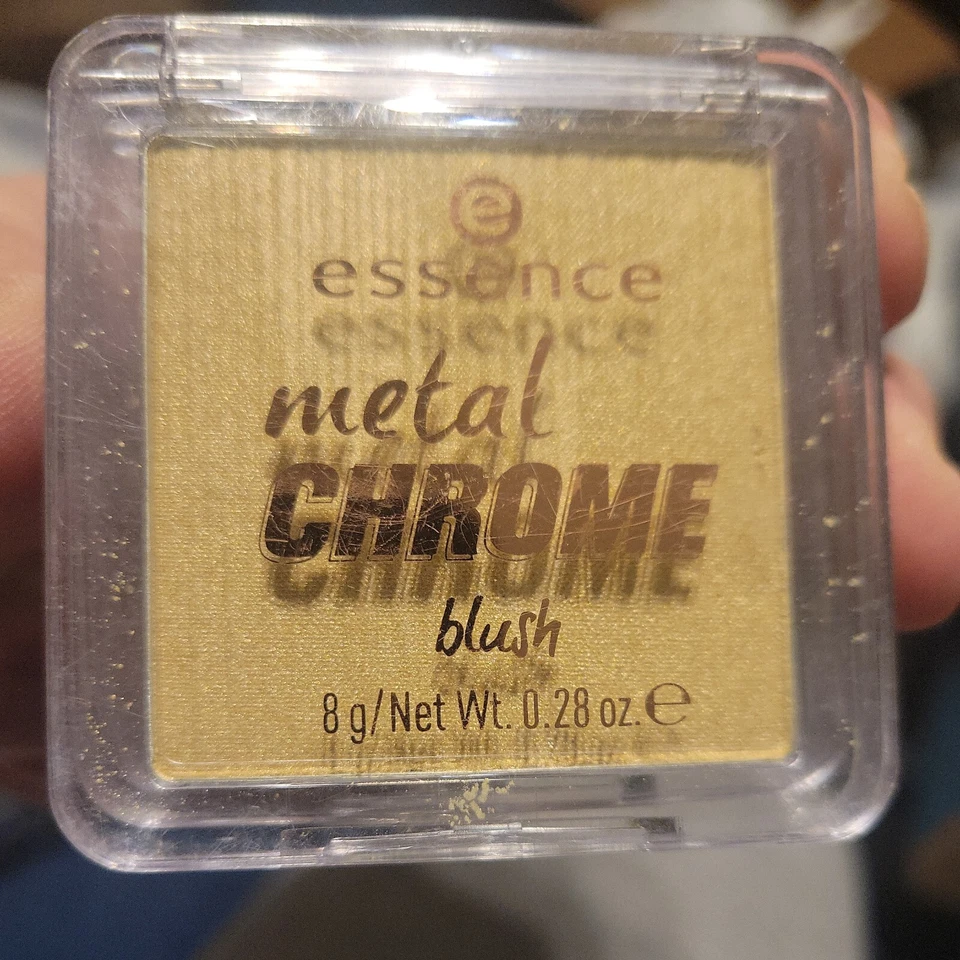 e
essence
metal
CHROME
blush
8 g/Net Wt. 0.28 oz. ℮